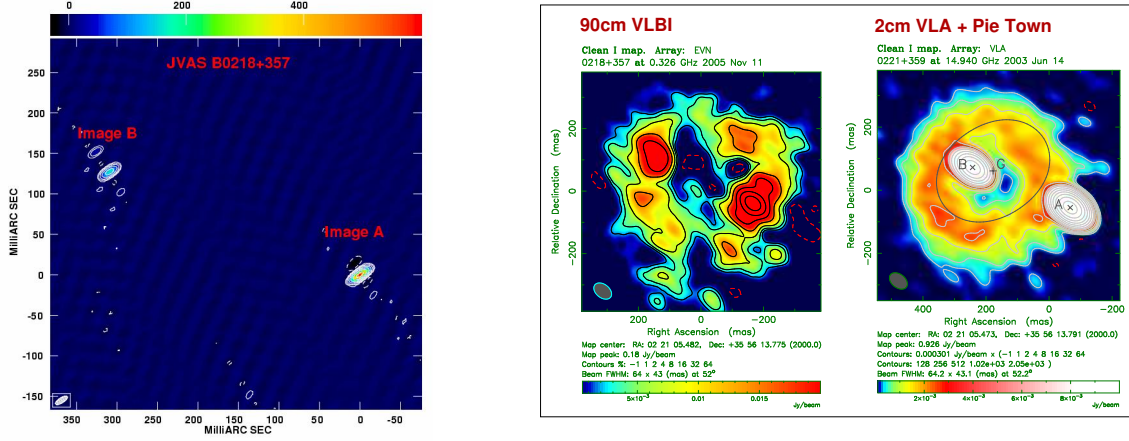 0 200 400
JVAS B0218+357
Image B
Image A
MilliARC SEC
250
200
150
100
50
0
-50
-100
-150
350 300 250 200 150 100 50 0 -50
MilliARC SEC
90cm VLBI
Clean I map. Array: EVN
0218+357 at 0.326 GHz 2005 Nov 11
Relative Declination (mas)
200
0
-200
200 0 -200
Right Ascension (mas)
Map center: RA: 02 21 05.482, Dec: +35 56 13.775 (2000.0)
Map peak: 0.18 Jy/beam
Contours %: -1 1 2 4 8 16 32 64
Beam FWHM: 64 x 43 (mas) at 52°
5×10⁻³ 0.01 0.015
Jy/beam
2cm VLA + Pie Town
Clean I map. Array: VLA
0221+359 at 14.940 GHz 2003 Jun 14
Relative Declination (mas)
200
0
-200
B G
A
400 200 0 -200
Right Ascension (mas)
Map center: RA: 02 21 05.473, Dec: +35 56 13.791 (2000.0)
Map peak: 0.926 Jy/beam
Contours: 0.000301 Jy/beam x (-1 1 2 4 8 16 32 64
Contours: 128 256 512 1.02e+03 2.05e+03 )
Beam FWHM: 64.2 x 43.1 (mas) at 52.2°
2×10⁻³ 4×10⁻³ 6×10⁻³ 8×10⁻³
Jy/beam